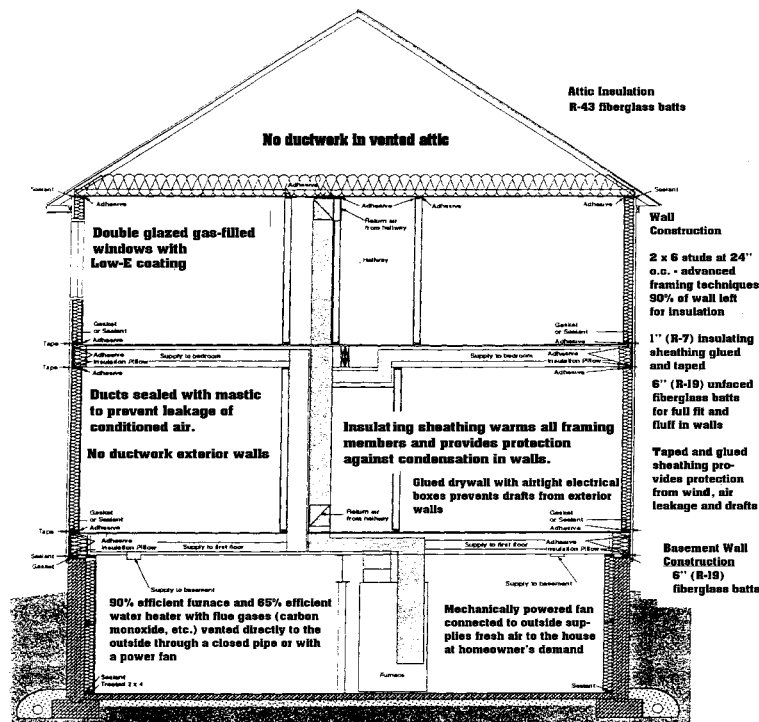 Attic Insulation
R-43 fiberglass batts
No ductwork in vented attic
Sealant
Adhesive
Adhesive
Adhesive
Adhesive
Sealant
Return air
from hallway
Hallway
Double glazed gas-filled
windows with
Low-E coating
Wall
Construction
2 x 6 studs at 24"
o.c. - advanced
framing techniques
90% of wall left
for insulation
Gasket
or Sealant
Adhesive
Tape
Gasket
or Sealant
Adhesive
Adhesive
Insulation Pillow
Supply to bedroom
Supply to bedroom
Adhesive
Insulation Pillow
Tape
Adhesive
Adhesive
1" (R-7) insulating
sheathing glued
and taped
6" (R-19) unfaced
fiberglass batts
for full fit and
fluff in walls
Ducts sealed with mastic
to prevent leakage of
conditioned air.
No ductwork exterior walls
Insulating sheathing warms all framing
members and provides protection
against condensation in walls.
Glued drywall with airtight electrical
boxes prevents drafts from exterior
walls
Taped and glued
sheathing pro-
vides protection
from wind, air
leakage and drafts
Gasket
or Sealant
Adhesive
Tape
Return air
from hallway
Gasket
or Sealant
Adhesive
Adhesive
Insulation Pillow
Supply to first floor
Supply to first floor
Adhesive
Insulation Pillow
Sealant
Gasket
Supply to basement
Supply to basement
Basement Wall
Construction
6" (R-19)
fiberglass batts
90% efficient furnace and 65% efficient
water heater with flue gases (carbon
monoxide, etc.) vented directly to the
outside through a closed pipe or with
a power fan
Mechanically powered fan
connected to outside sup-
plies fresh air to the house
at homeowner's demand
Sealant
Treated 2 x 4
Furnace
Sealant